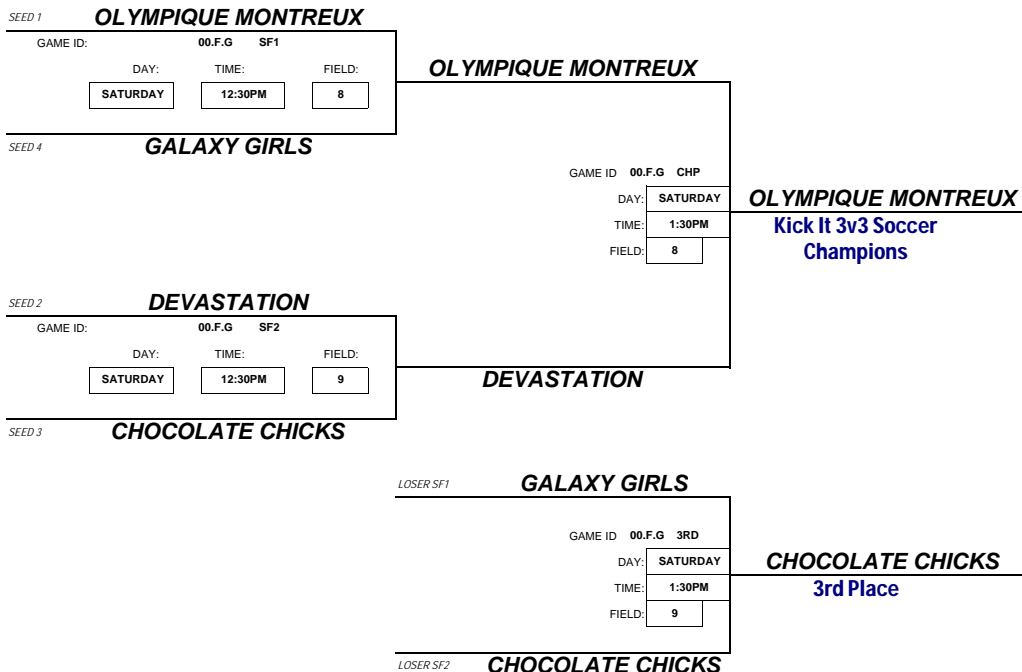 SEED 1 OLYMPIQUE MONTREUX
GAME ID: 00.F.G SF1
DAY: TIME: FIELD:
SATURDAY 12:30PM 8
OLYMPIQUE MONTREUX
SEED 4 GALAXY GIRLS
GAME ID 00.F.G CHP
DAY: SATURDAY
TIME: 1:30PM
FIELD: 8
OLYMPIQUE MONTREUX
Kick It 3v3 Soccer
Champions
SEED 2 DEVASTATION
GAME ID: 00.F.G SF2
DAY: TIME: FIELD:
SATURDAY 12:30PM 9
DEVASTATION
SEED 3 CHOCOLATE CHICKS
LOSER SF1 GALAXY GIRLS
GAME ID 00.F.G 3RD
DAY: SATURDAY
TIME: 1:30PM
FIELD: 9
CHOCOLATE CHICKS
3rd Place
LOSER SF2 CHOCOLATE CHICKS